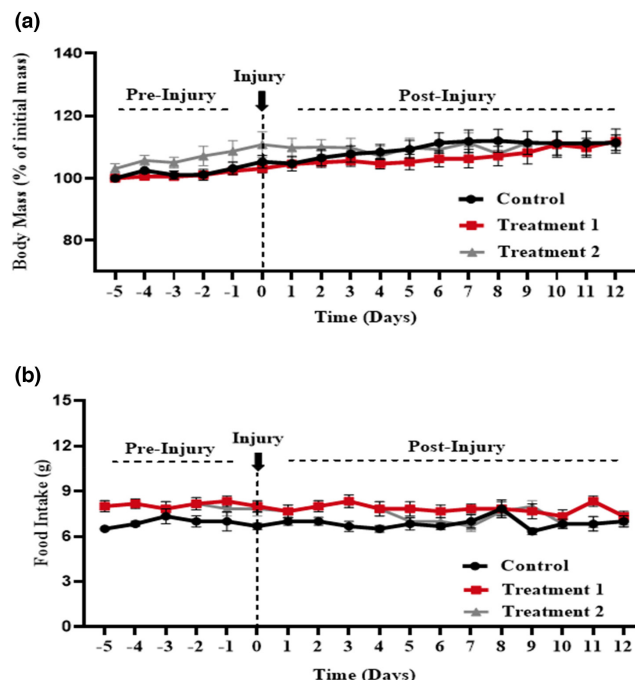 (a)
Body Mass (% of initial mass)
140
120
100
80
Pre-Injury
Injury
Post-Injury
Control
Treatment 1
Treatment 2
-5 -4 -3 -2 -1 0 1 2 3 4 5 6 7 8 9 10 11 12
Time (Days)
(b)
Food Intake (g)
15
12
9
6
3
0
Pre-Injury
Injury
Post-Injury
Control
Treatment 1
Treatment 2
-5 -4 -3 -2 -1 0 1 2 3 4 5 6 7 8 9 10 11 12
Time (Days)